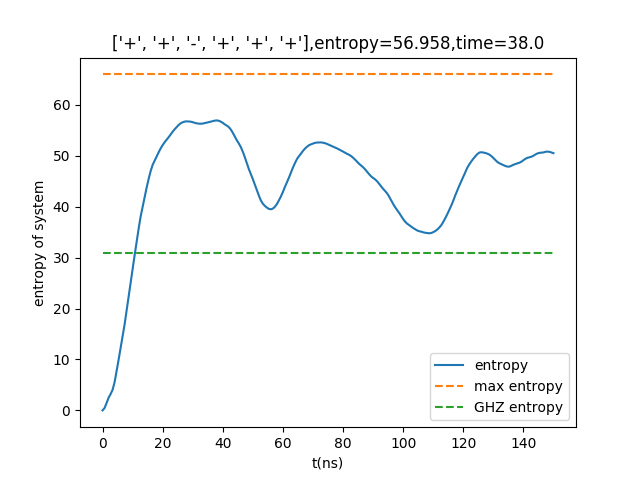 ['+', '+', '-', '+', '+', '+'],entropy=56.958,time=38.0
entropy of system
60
50
40
30
20
10
0
0 20 40 60 80 100 120 140
t(ns)
entropy
max entropy
GHZ entropy